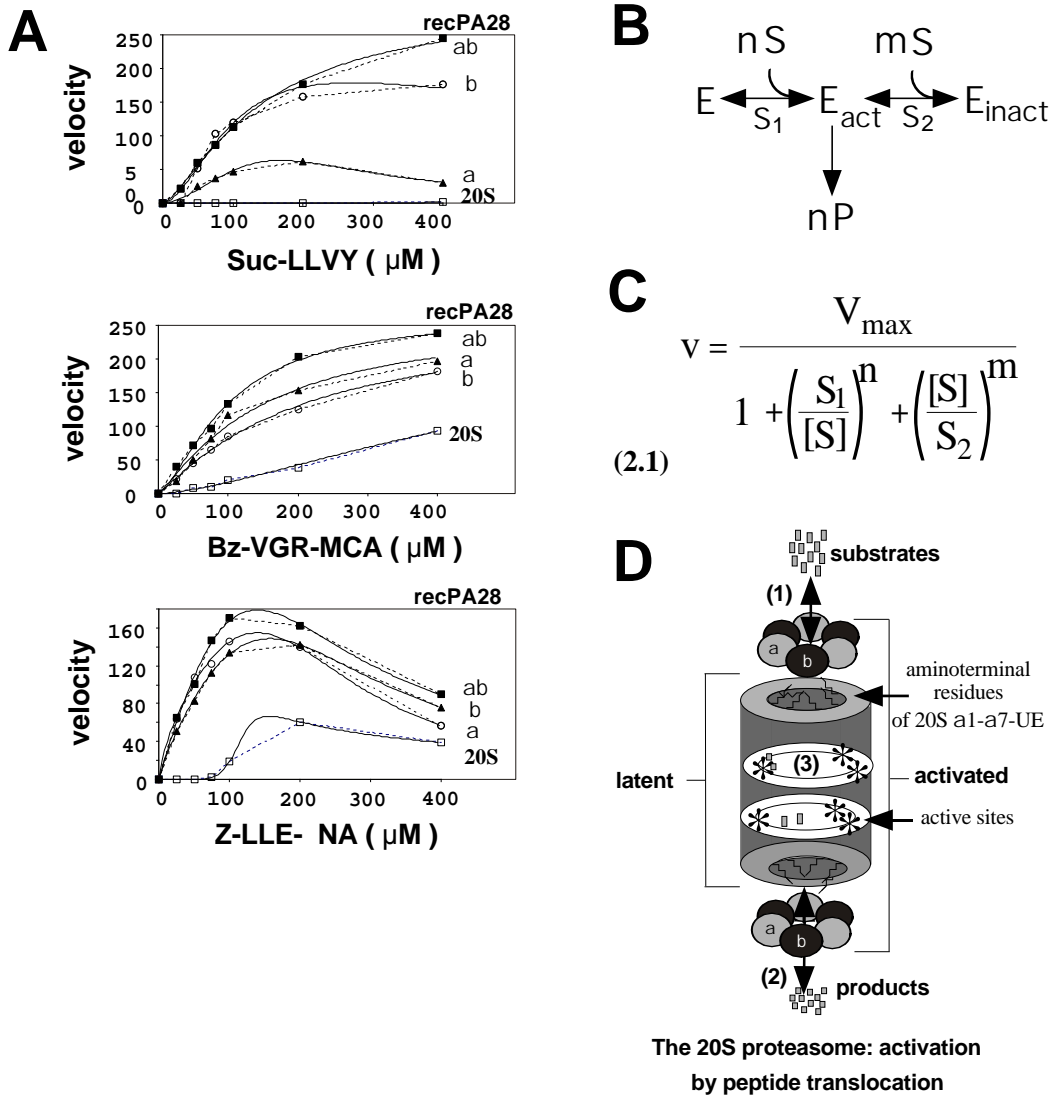 A
recPA28
velocity
250
200
150
100
5
0
0
0 100 200 300 400
ab
b
a
20S
Suc-LLVY ( µM )
recPA28
velocity
250
200
150
100
50
0
0 100 200 300 400
ab
a
b
20S
Bz-VGR-MCA ( µM )
recPA28
velocity
160
120
80
40
0
0 100 200 300 400
ab
b
a
20S
Z-LLE- NA ( µM )
B
nS mS
E S1 Eact S2 Einact
nP
C
v = Vmax / 1 + (S1/[S])^n + ([S]/S2)^m
(2.1)
D
substrates
(1)
a
b
aminoterminal
residues
of 20S a1-a7-UE
(3)
latent
activated
active sites
a
b
(2)
products
The 20S proteasome: activation
by peptide translocation